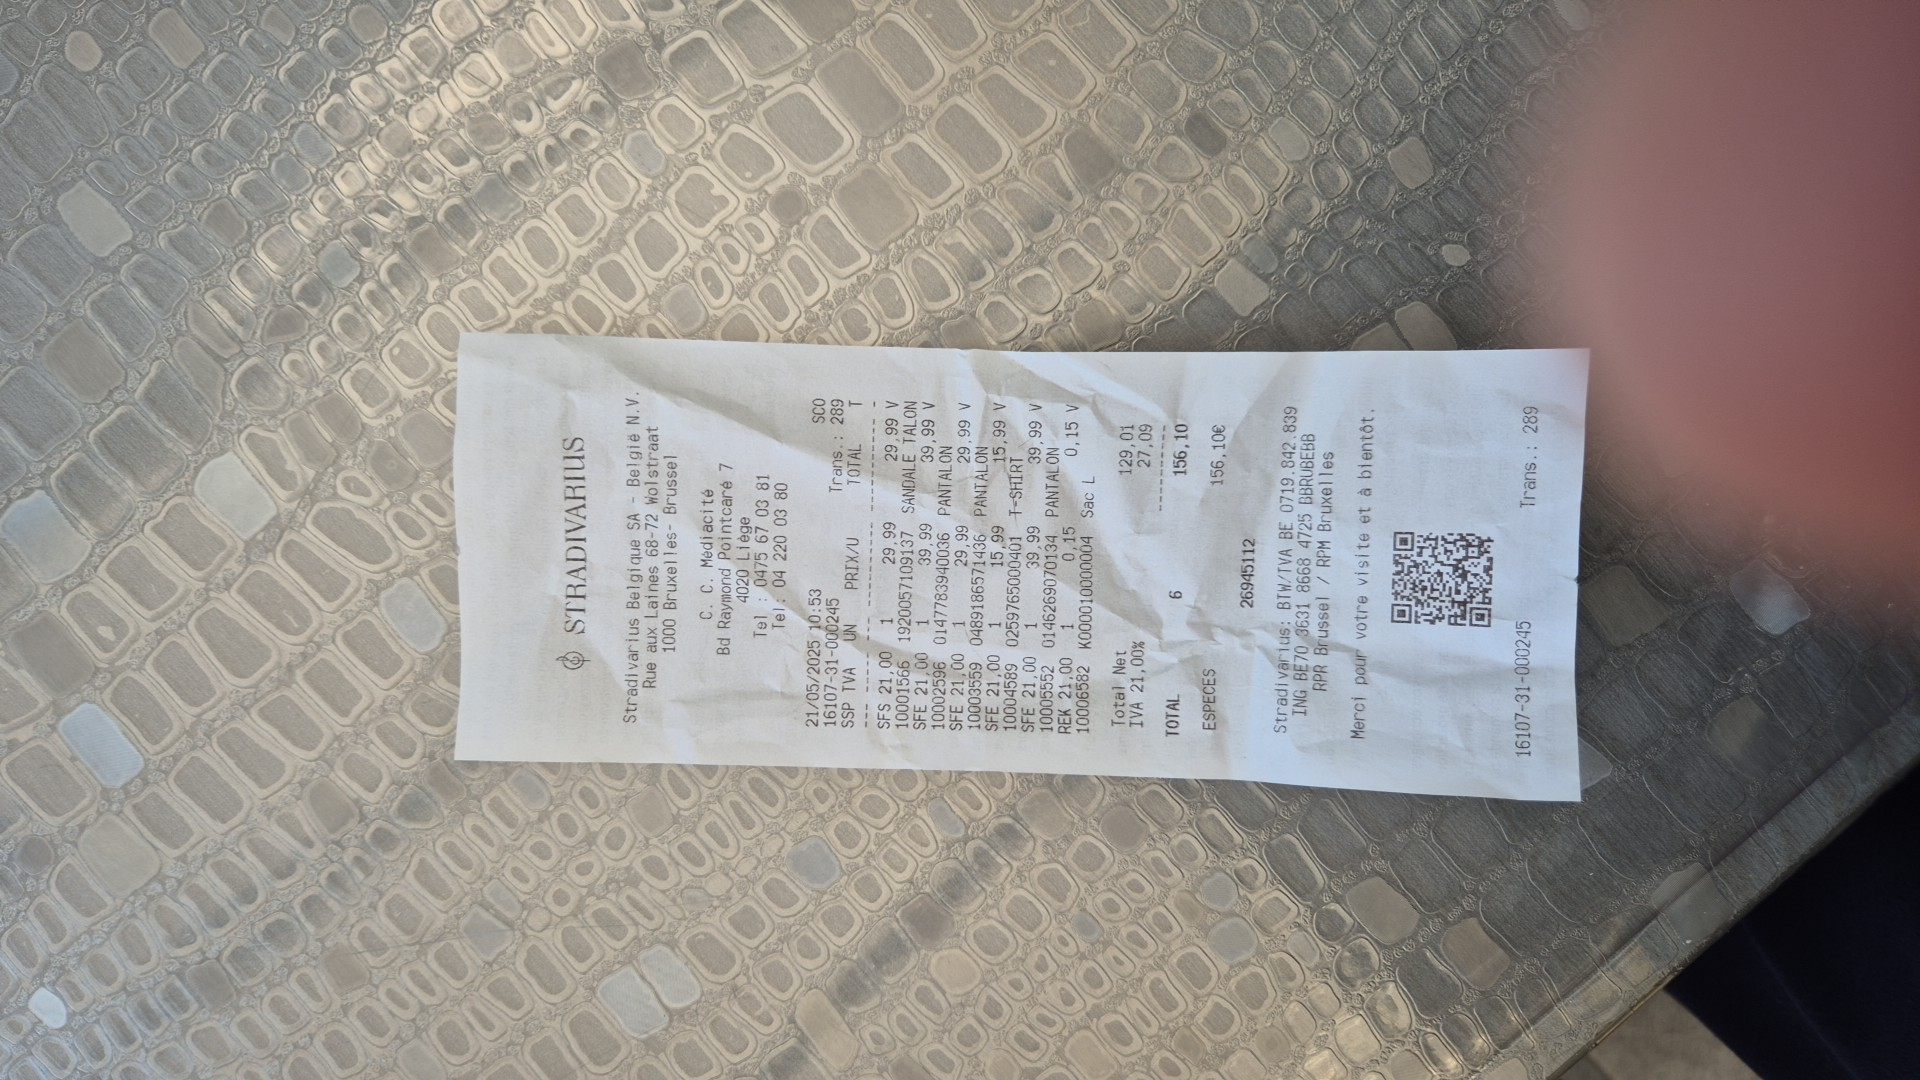 STRADIVARIUS
Stradivarius Belgique SA - België N.V.
Rue aux Laines 68-72 Wolstraat
1000 Bruxelles- Brussel
C. C. Médiacité
Bd Raymond Pointcaré 7
4020 Liège
Tel : 0475 67 03 81
Tel: 04 220 03 80
21/05/2025 10:53 SCO
16107-31-000245 Trans.: 289
SSP TVA UN PRIX/U TOTAL T
SFS 21,00 1 29,99 29,99 V
10001566 1920057109137 SANDALE TALON
SFE 21,00 1 39,99 39,99 V
10002596 0147783940036 PANTALON
SFE 21,00 1 29,99 29,99 V
10003559 0489186571436 PANTALON
SFE 21,00 1 15,99 15,99 V
10004589 0259765000401 T-SHIRT
SFE 21,00 1 39,99 39,99 V
10005552 0146269070134 PANTALON
REK 21,00 1 0,15 0,15 V
10006582 K000010000004 Sac L
Total Net 129,01
IVA 21,00% 27,09
TOTAL 6 156,10
ESPECES 156,10€
26945112
Stradivarius: BTW/TVA BE 0719.842.839
ING BE70 3631 8668 4725 BBRUBEBB
RPR Brussel / RPM Bruxelles
Merci pour votre visite et à bientôt.
16107-31-000245 Trans.: 289